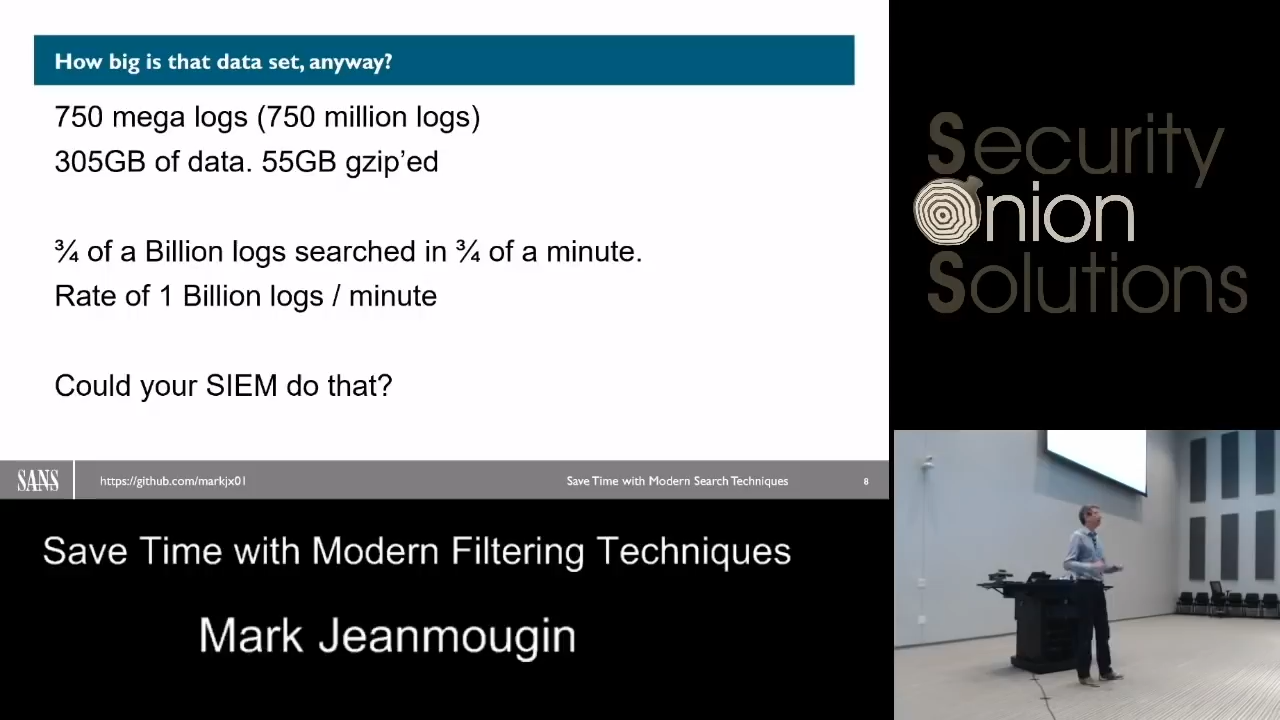 How big is that data set, anyway?
750 mega logs (750 million logs)
305GB of data. 55GB gzip’ed
¾ of a Billion logs searched in ¾ of a minute.
Rate of 1 Billion logs / minute
Could your SIEM do that?
SANS
https://github.com/markjx01
Save Time with Modern Search Techniques
8
Save Time with Modern Filtering Techniques
Mark Jeanmougin
Security
Onion
Solutions